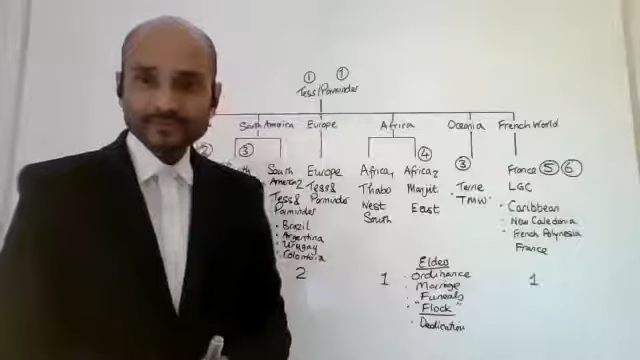 ① ①
Tess/Parminder
South America Europe Africa Oceania French World
② ③ South America 2 Tess & Parminder
• Brazil
• Argentina
• Urugay
• Colombia
2
Europe
Tess &
Parminder
Africa 1
Thabo
West
South
1
④
Africa 2
Manjit
East
③
Terrie
"TMW"
France ⑤ ⑥
LGC
• Caribbean
• New Caledonia
• French Polynesia
France
1
Elder
• Ordinance
• Marriage
• Funerals
• "Flock"
• Dedication